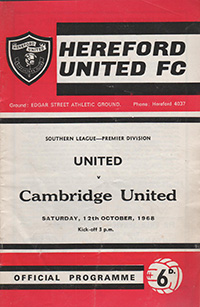 HEREFORD
UNITED FC
Ground: EDGAR STREET ATHLETIC GROUND, Phone: Hereford 4037
SOUTHERN LEAGUE—PREMIER DIVISION
UNITED
v
Cambridge United
SATURDAY, 12th OCTOBER, 1968
Kick-off 3 p.m.
OFFICIAL PROGRAMME
6D.